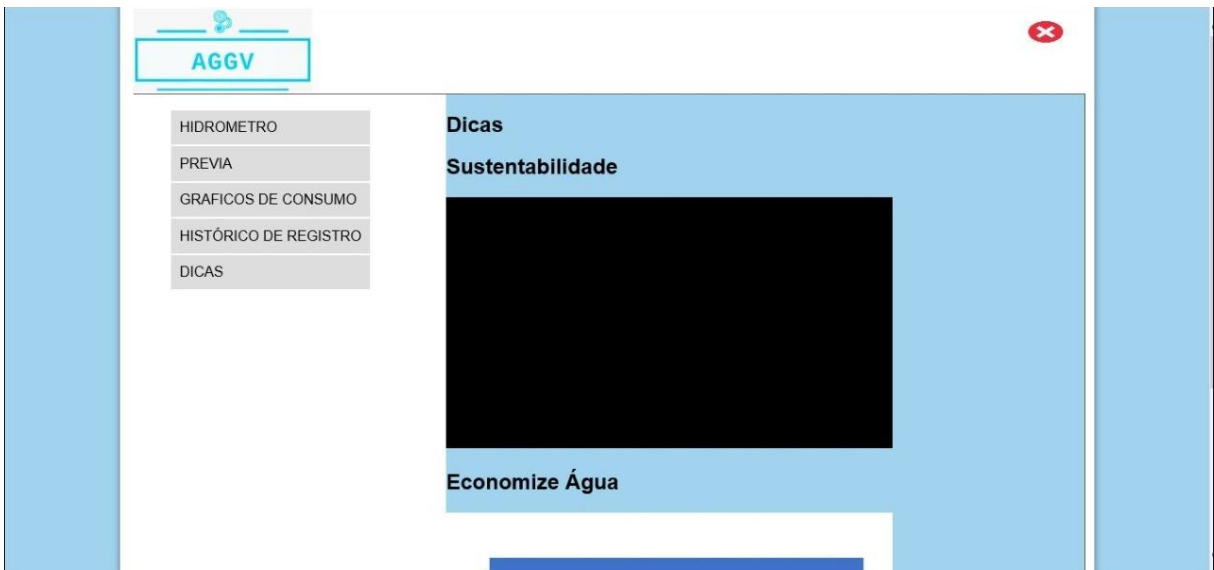 AGGV
HIDROMETRO
PREVIA
GRAFICOS DE CONSUMO
HISTÓRICO DE REGISTRO
DICAS
Dicas
Sustentabilidade
Economize Água